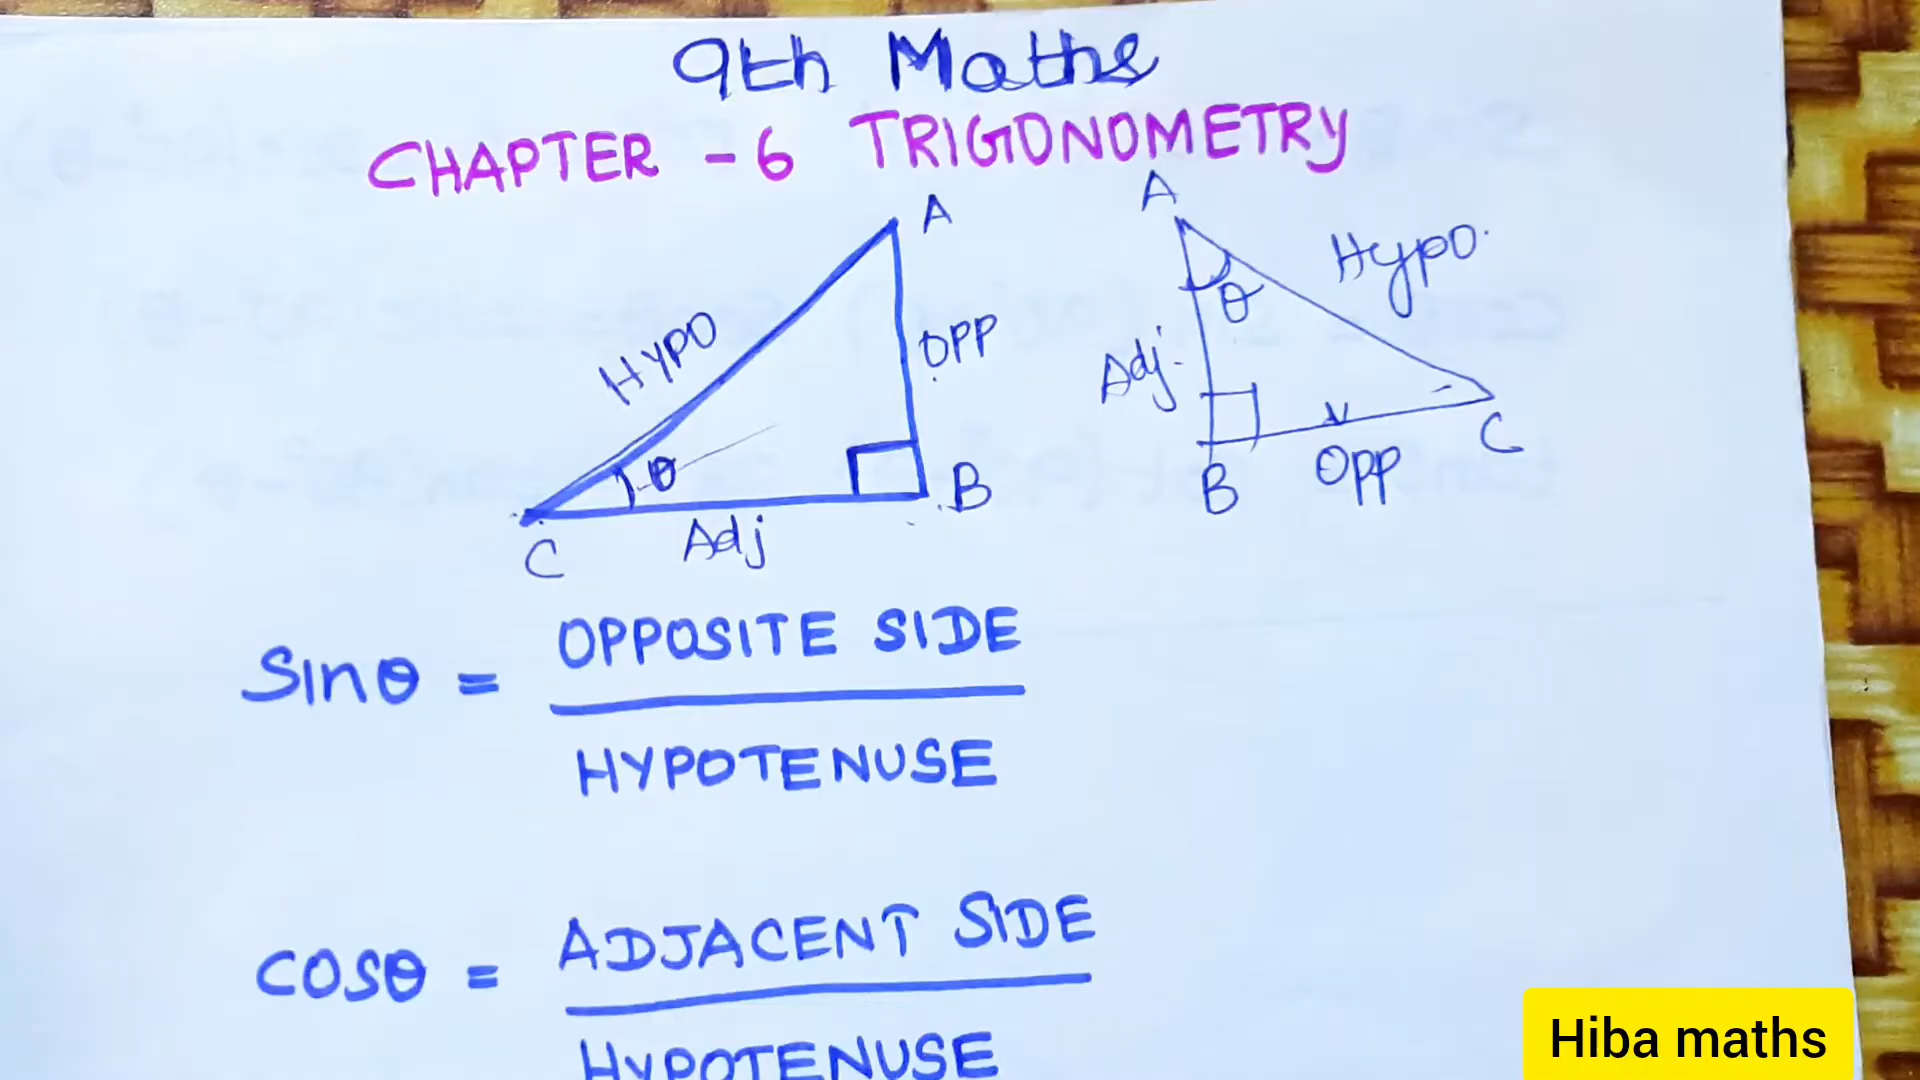 9th Maths
CHAPTER - 6 TRIGONOMETRY
A
A
Hypo.
HYPO
OPP
θ
Adj.
θ
B
C
Adj
C
B
Opp
Sinθ = OPPOSITE SIDE
HYPOTENUSE
COSθ = ADJACENT SIDE
HYPOTENUSE
Hiba maths